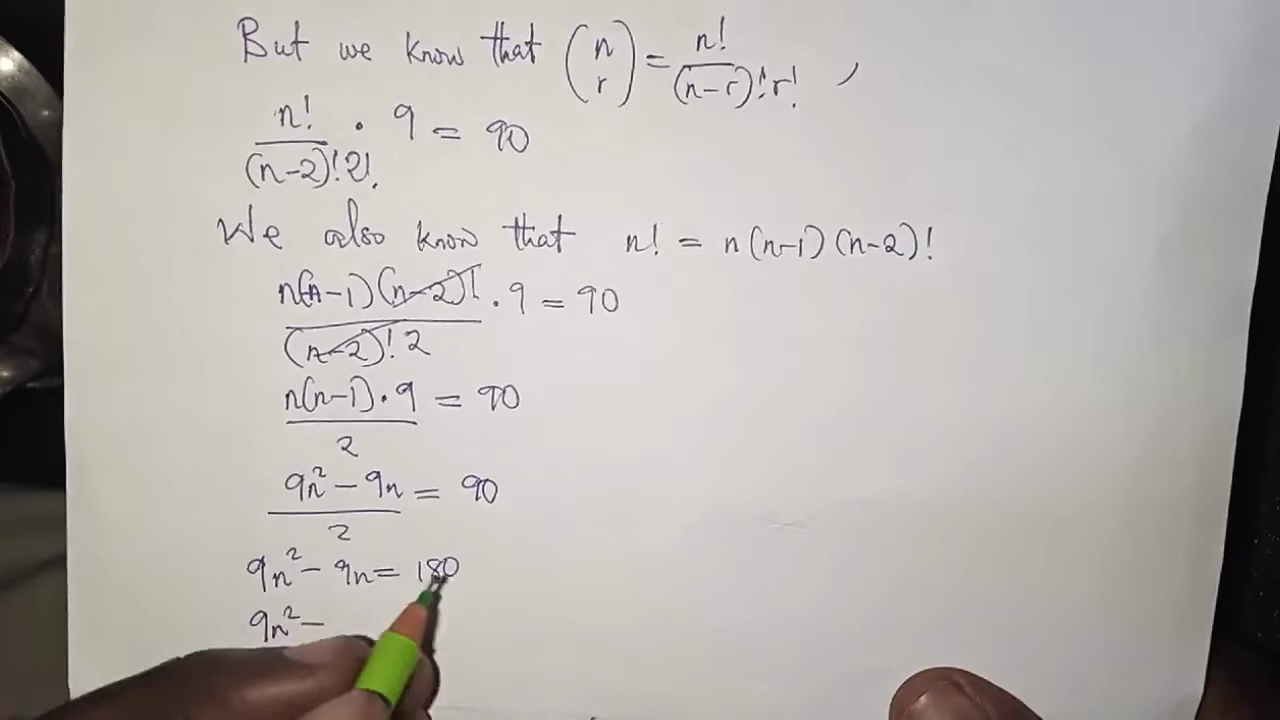 But we know that (n r) = n!/(n-r)!r! ,
n!/(n-2)!2! . 9 = 90
We also know that n! = n(n-1)(n-2)!
n(n-1)(n-2)!/(n-2)!2 . 9 = 90
n(n-1)·9/2 = 90
9n²-9n/2 = 90
9n² - 9n = 180
9n² -